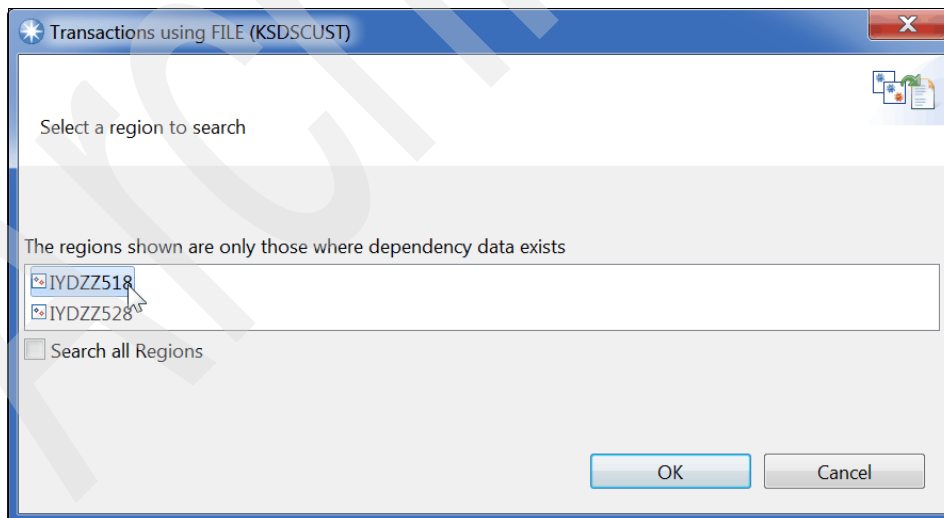 Transactions using FILE (KSDSCUST)
Select a region to search
The regions shown are only those where dependency data exists
IYDZZ518
IYDZZ528
Search all Regions
OK
Cancel